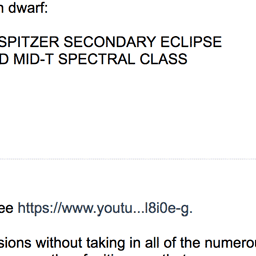 n dwarf:
SPITZER SECONDARY ECLIPSE
D MID-T SPECTRAL CLASS
ee https://www.youtu...l8i0e-g.
sions without taking in all of the numerou